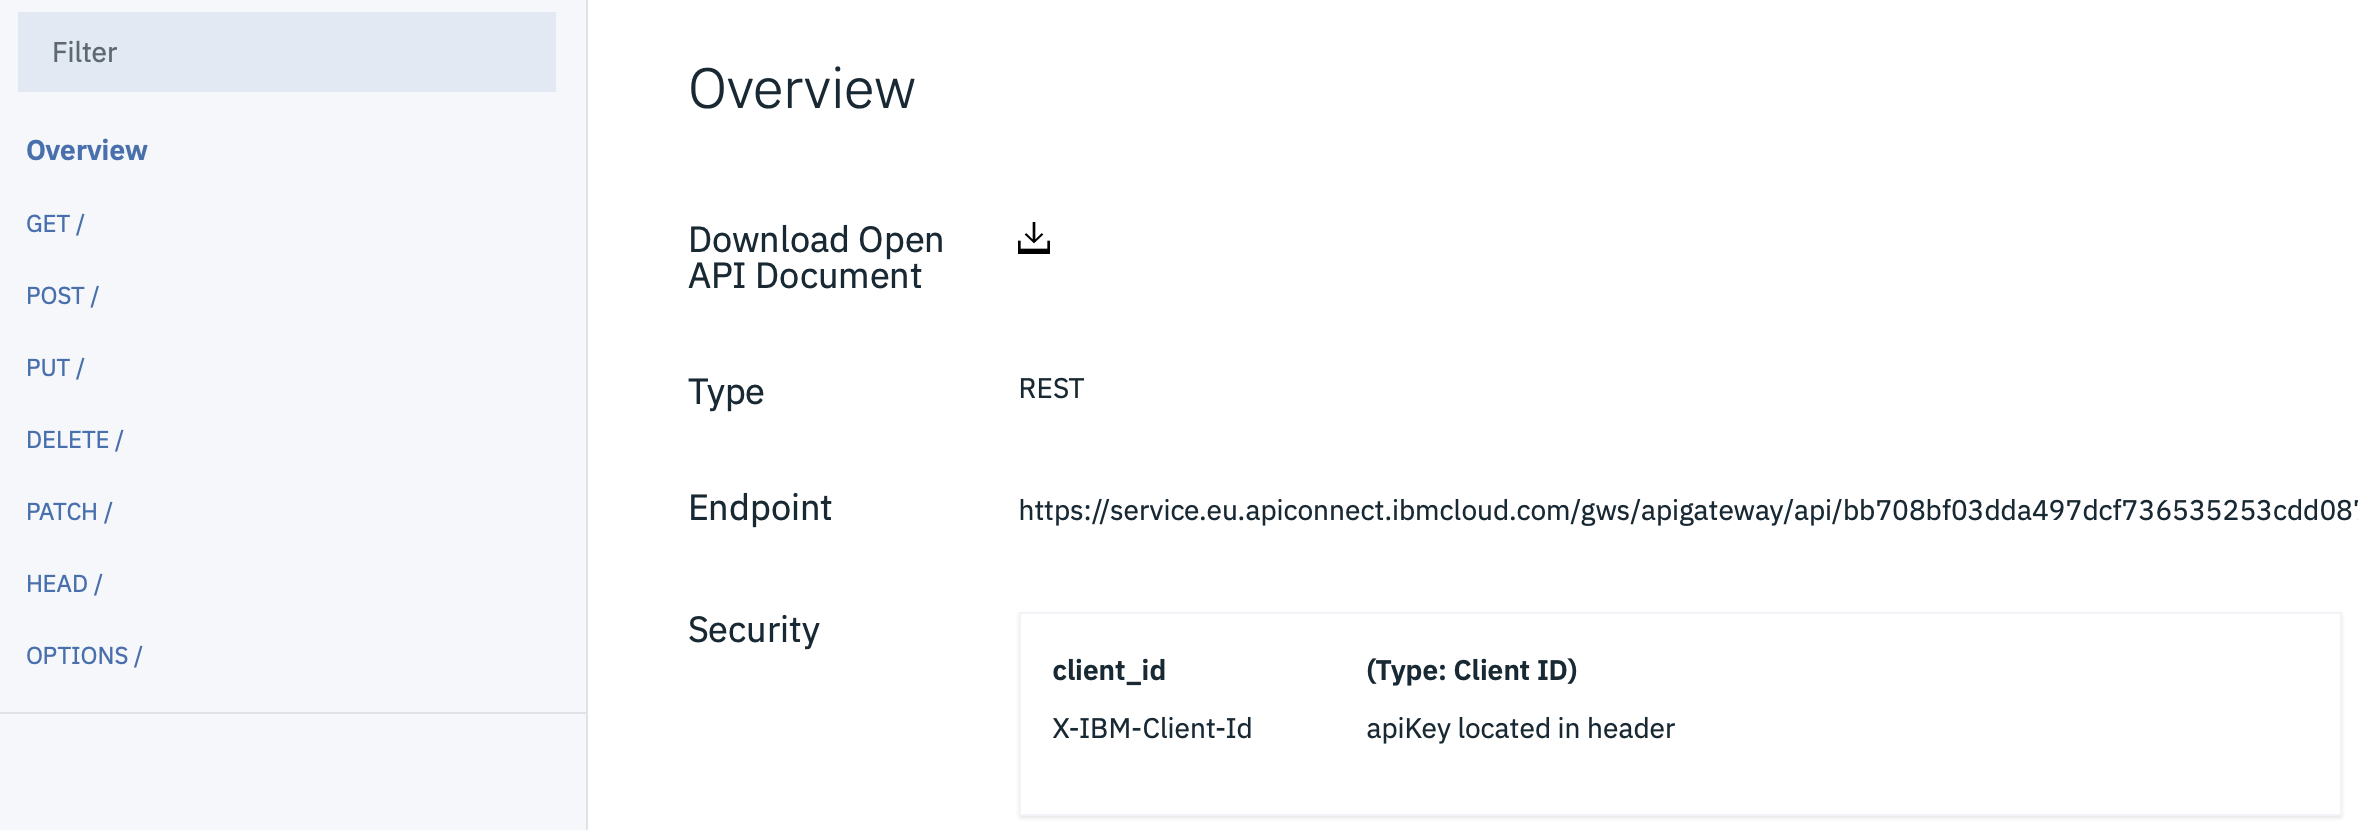 Filter
Overview
GET /
POST /
PUT /
DELETE /
PATCH /
HEAD /
OPTIONS /
Overview
Download Open
API Document
Type
REST
Endpoint
https://service.eu.apiconnect.ibmcloud.com/gws/apigateway/api/bb708bf03dda497dcf736535253cdd087
Security
client_id (Type: Client ID)
X-IBM-Client-Id apiKey located in header